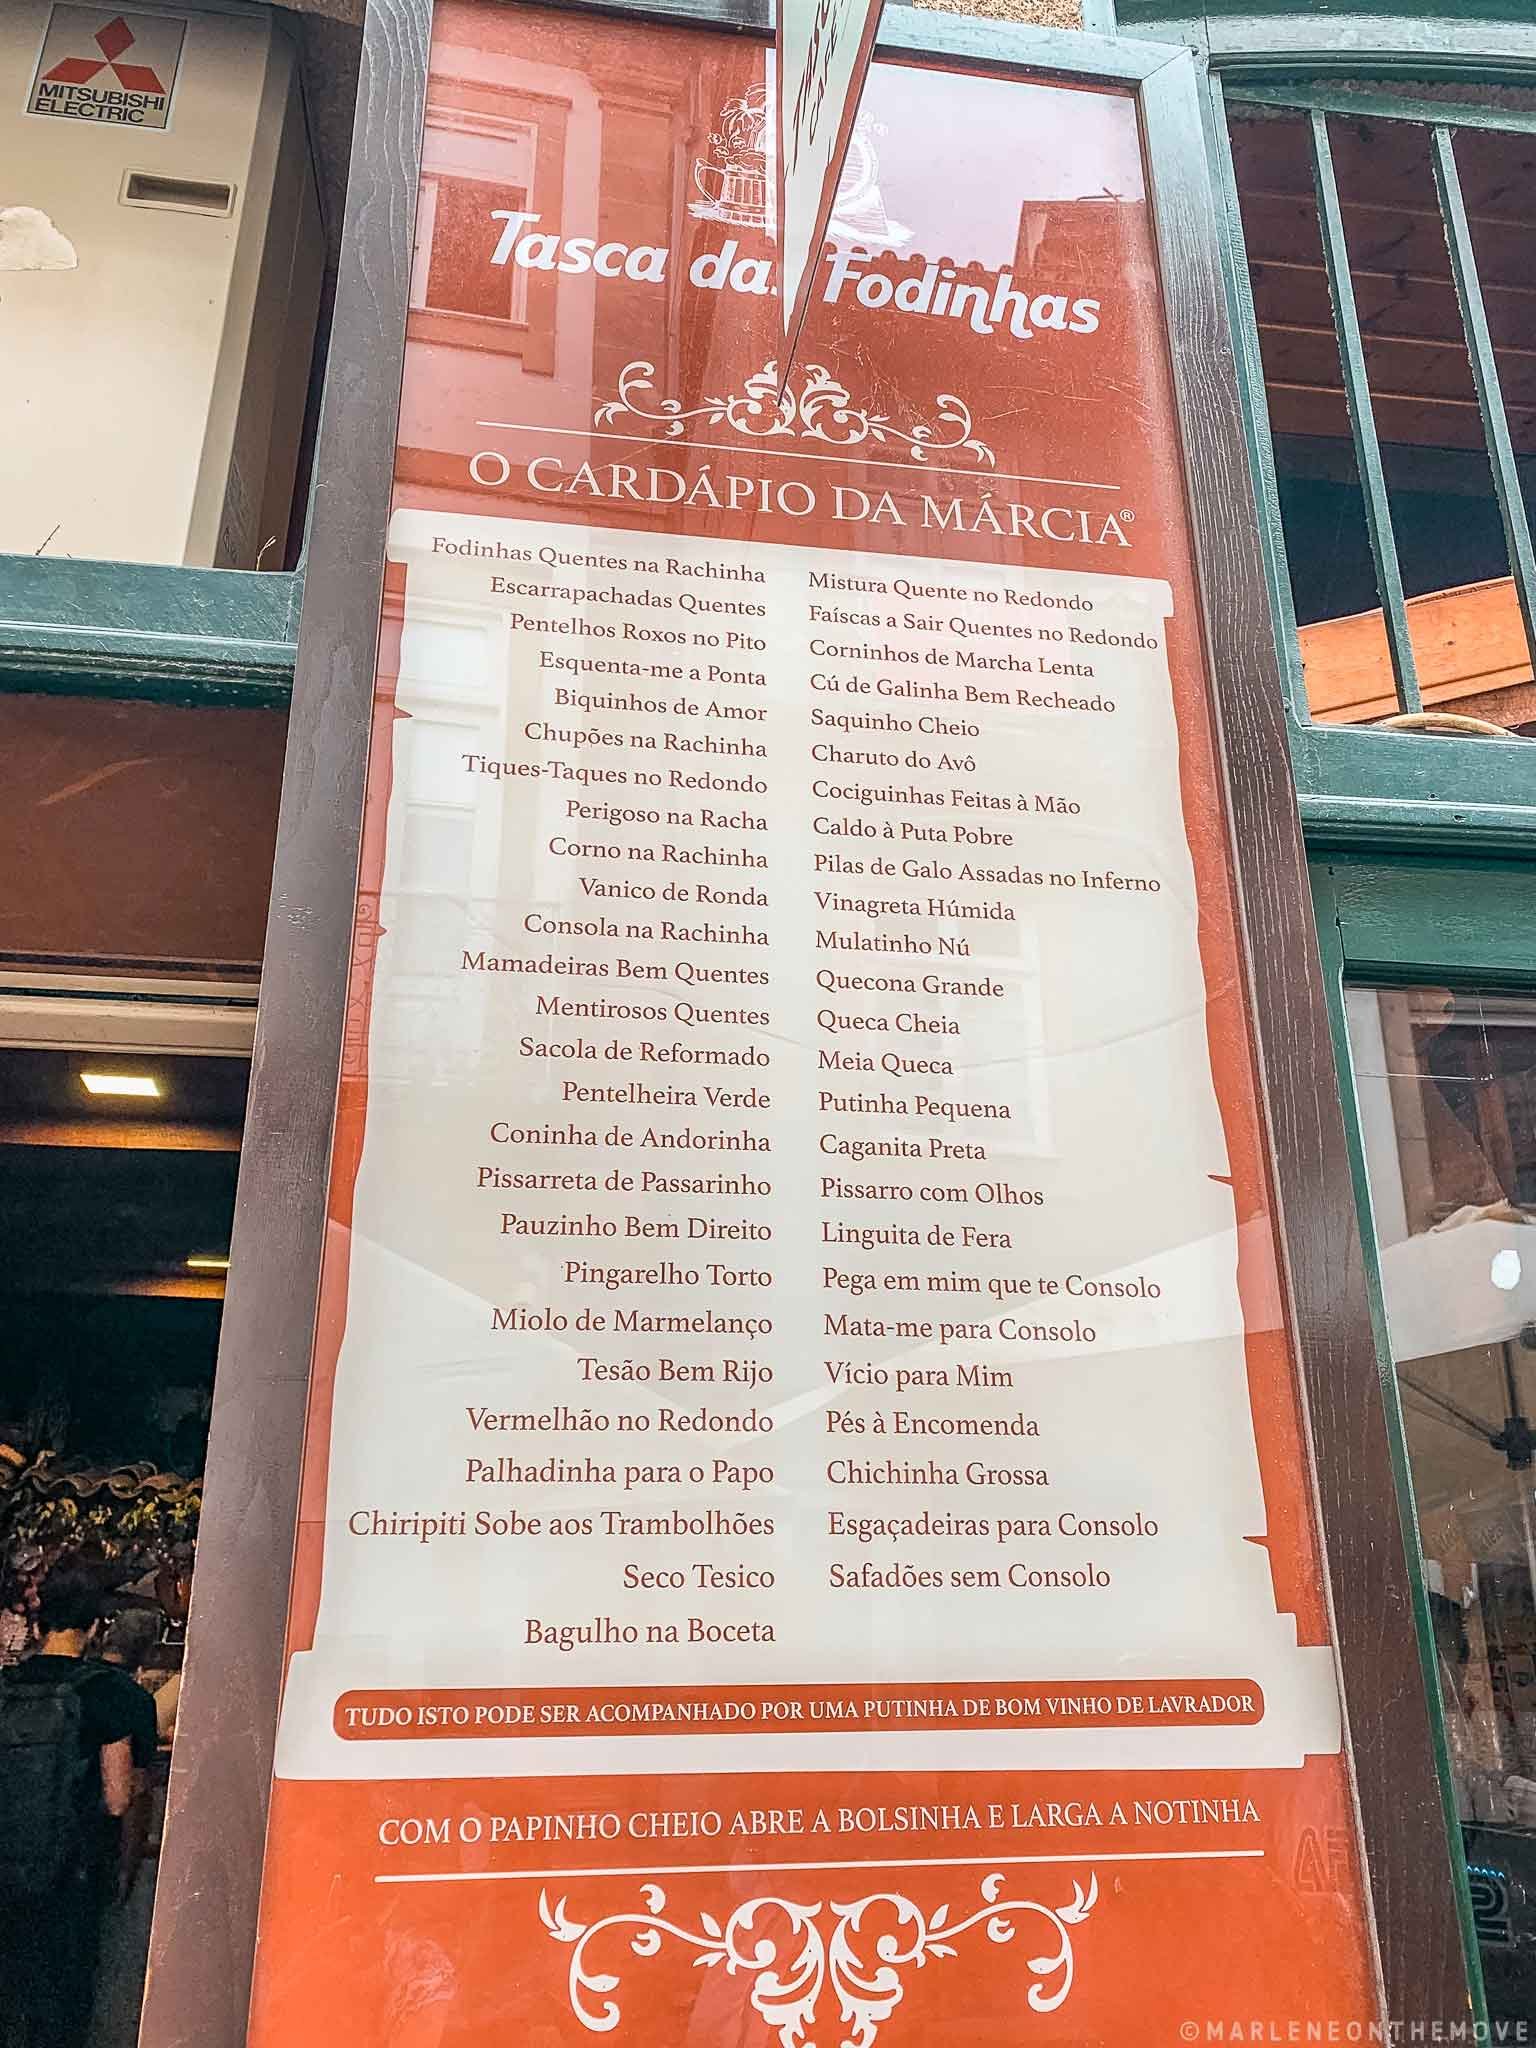 MITSUBISHI
ELECTRIC
Tasca das Fodinhas
O CARDÁPIO DA MÁRCIA®
Fodinhas Quentes na Rachinha
Escarrapachadas Quentes
Pentelhos Roxos no Pito
Esquenta-me a Ponta
Biquinhos de Amor
Chupões na Rachinha
Tiques-Taques no Redondo
Perigoso na Racha
Corno na Rachinha
Vanico de Ronda
Consola na Rachinha
Mamadeiras Bem Quentes
Mentirosos Quentes
Sacola de Reformado
Pentelheira Verde
Coninha de Andorinha
Pissarreta de Passarinho
Pauzinho Bem Direito
Pingarelho Torto
Miolo de Marmelanço
Tesão Bem Rijo
Vermelhão no Redondo
Palhadinha para o Papo
Chiripiti Sobe aos Trambolhões
Seco Tesico
Bagulho na Boceta
Mistura Quente no Redondo
Faíscas a Sair Quentes no Redondo
Corninhos de Marcha Lenta
Cú de Galinha Bem Recheado
Saquinho Cheio
Charuto do Avô
Cociguinhas Feitas à Mão
Caldo à Puta Pobre
Pilas de Galo Assadas no Inferno
Vinagreta Húmida
Mulatinho Nú
Quecona Grande
Queca Cheia
Meia Queca
Putinha Pequena
Caganita Preta
Pissarro com Olhos
Linguita de Fera
Pega em mim que te Consolo
Mata-me para Consolo
Vício para Mim
Pés à Encomenda
Chichinha Grossa
Esgaçadeiras para Consolo
Safadões sem Consolo
TUDO ISTO PODE SER ACOMPANHADO POR UMA PUTINHA DE BOM VINHO DE LAVRADOR
COM O PAPINHO CHEIO ABRE A BOLSINHA E LARGA A NOTINHA
©MARLENEONTHEMOVE